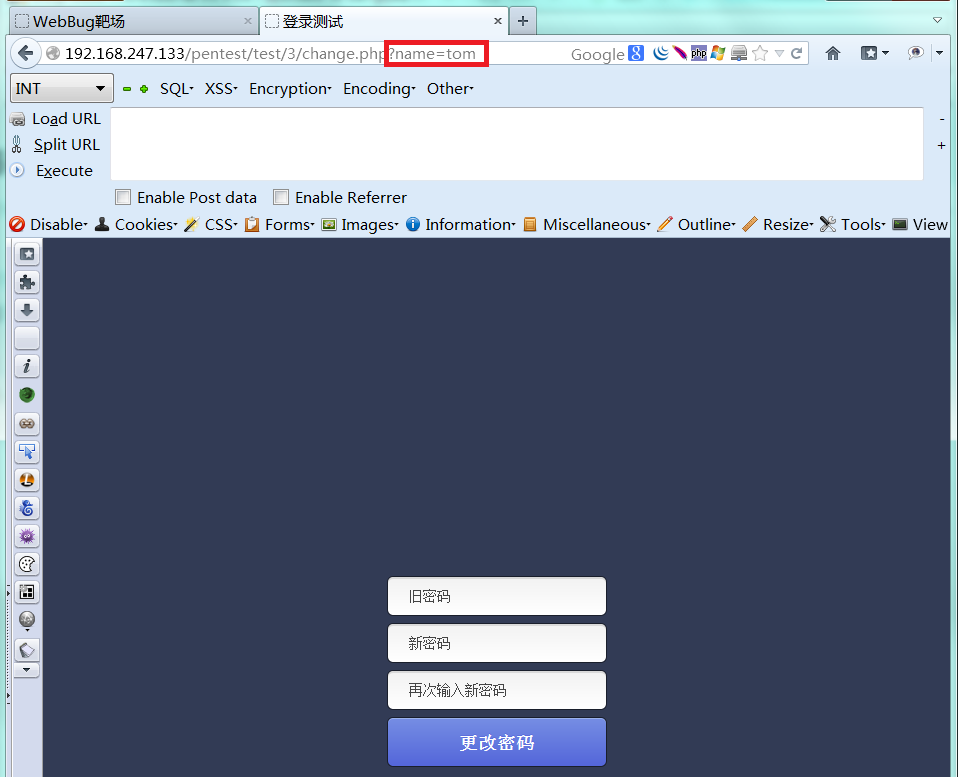 WebBug靶场 登录测试
192.168.247.133/pentest/test/3/change.php?name=tom Google 8 php
INT SQL XSS Encryption Encoding Other
Load URL
Split URL
Execute
Enable Post data Enable Referrer
Disable Cookies CSS Forms Images Information Miscellaneous Outline Resize Tools View
旧密码
新密码
再次输入新密码
更改密码